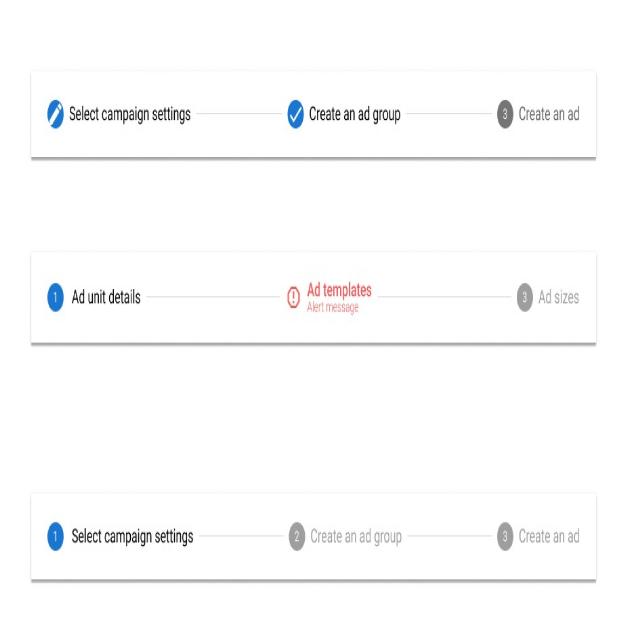 Select campaign settings Create an ad group 3 Create an ad
1 Ad unit details Ad templates 3 Ad sizes
Alert message
1 Select campaign settings 2 Create an ad group 3 Create an ad